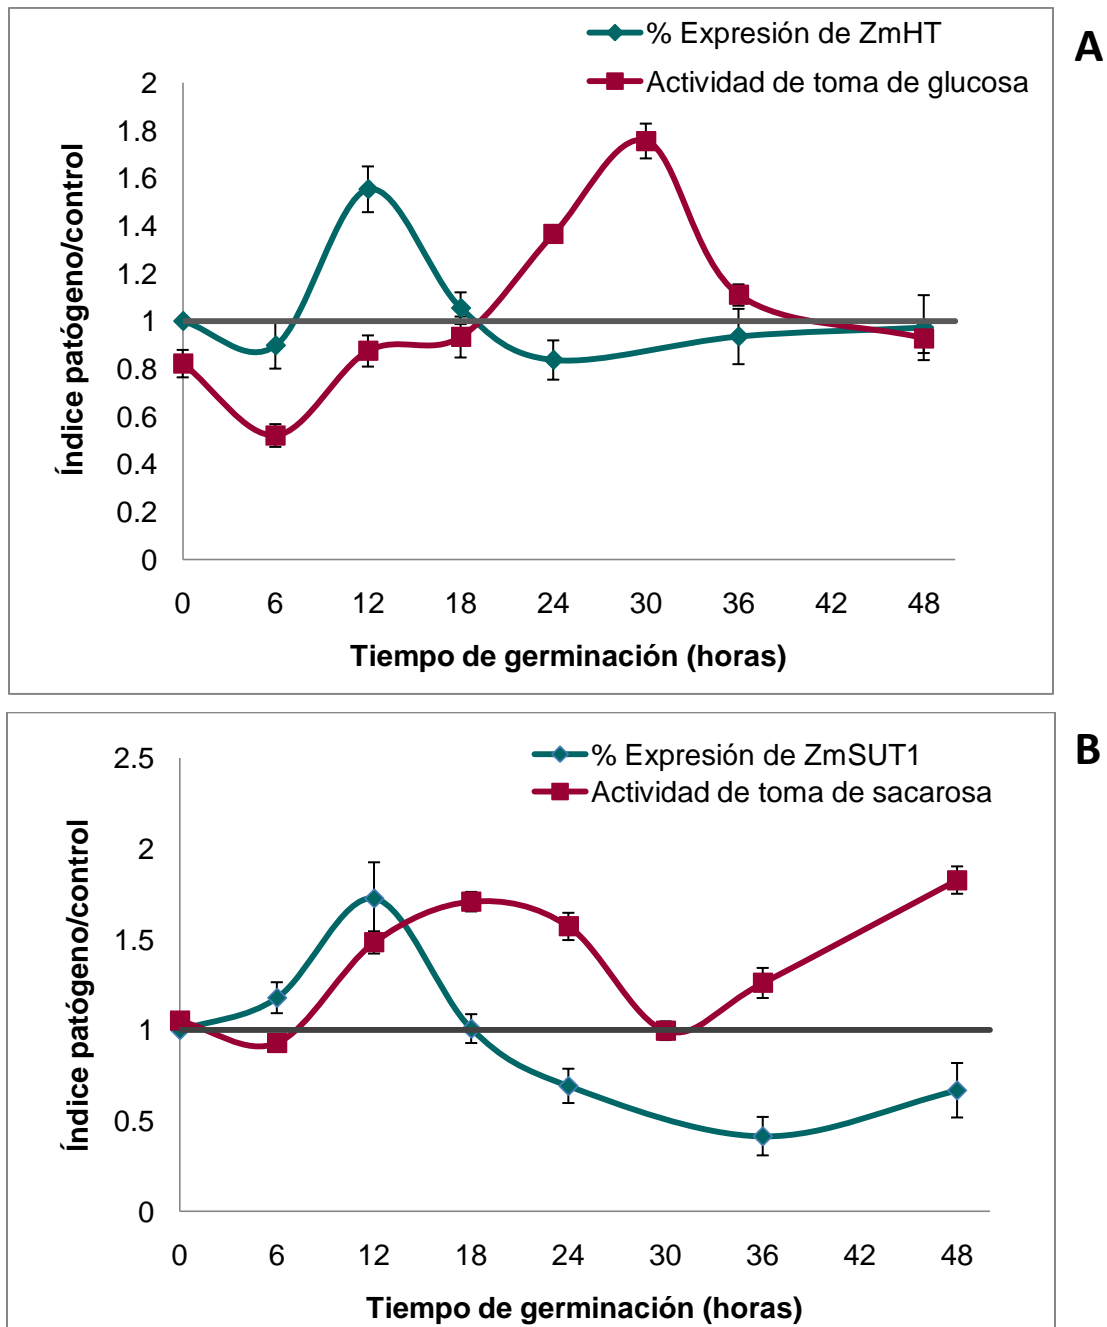 % Expresión de ZmHT
A
Actividad de toma de glucosa
2
1.8
1.6
1.4
1.2
1
0.8
0.6
0.4
0.2
0
Índice patógeno/control
0 6 12 18 24 30 36 42 48
Tiempo de germinación (horas)
% Expresión de ZmSUT1
B
Actividad de toma de sacarosa
2.5
2
1.5
1
0.5
0
Índice patógeno/control
0 6 12 18 24 30 36 42 48
Tiempo de germinación (horas)